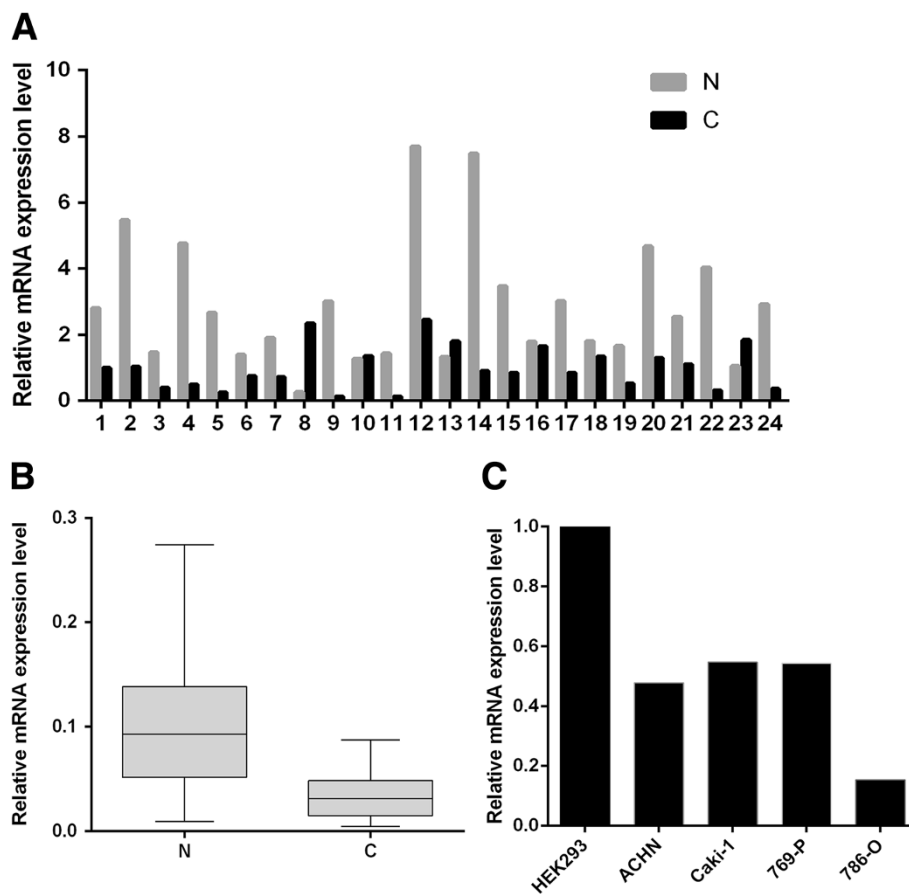 A
Relative mRNA expression level
10
8
6
4
2
0
N
C
1 2 3 4 5 6 7 8 9 10 11 12 13 14 15 16 17 18 19 20 21 22 23 24
B
Relative mRNA expression level
0.3
0.2
0.1
0.0
N C
C
Relative mRNA expression level
1.0
0.8
0.6
0.4
0.2
0.0
HEK293 ACHN Caki-1 769-P 786-O